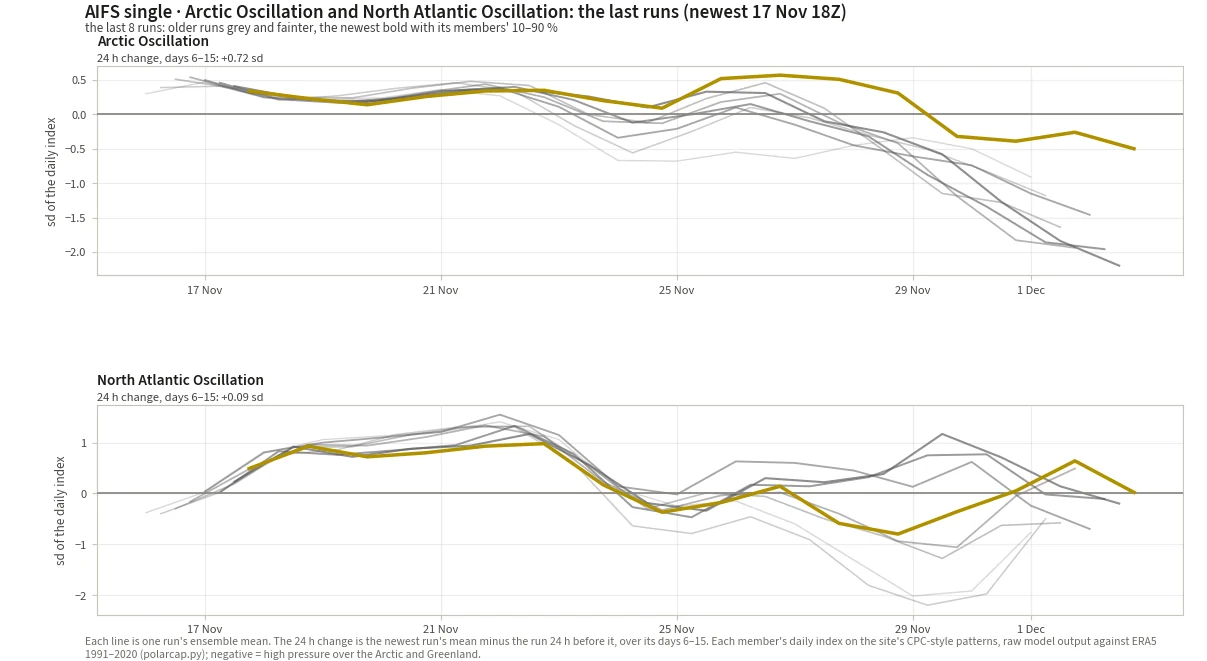 AIFS single · Arctic Oscillation and North Atlantic Oscillation: the last runs (newest 17 Nov 18Z)
the last 8 runs: older runs grey and fainter, the newest bold with its members' 10–90 %
Arctic Oscillation
24 h change, days 6–15: +0.72 sd
sd of the daily index
0.5
0.0
−0.5
−1.0
−1.5
−2.0
17 Nov
21 Nov
25 Nov
29 Nov
1 Dec
North Atlantic Oscillation
24 h change, days 6–15: +0.09 sd
sd of the daily index
1
0
−1
−2
17 Nov
21 Nov
25 Nov
29 Nov
1 Dec
Each line is one run's ensemble mean. The 24 h change is the newest run's mean minus the run 24 h before it, over its days 6–15. Each member's daily index on the site's CPC-style patterns, raw model output against ERA5
1991–2020 (polarcap.py); negative = high pressure over the Arctic and Greenland.